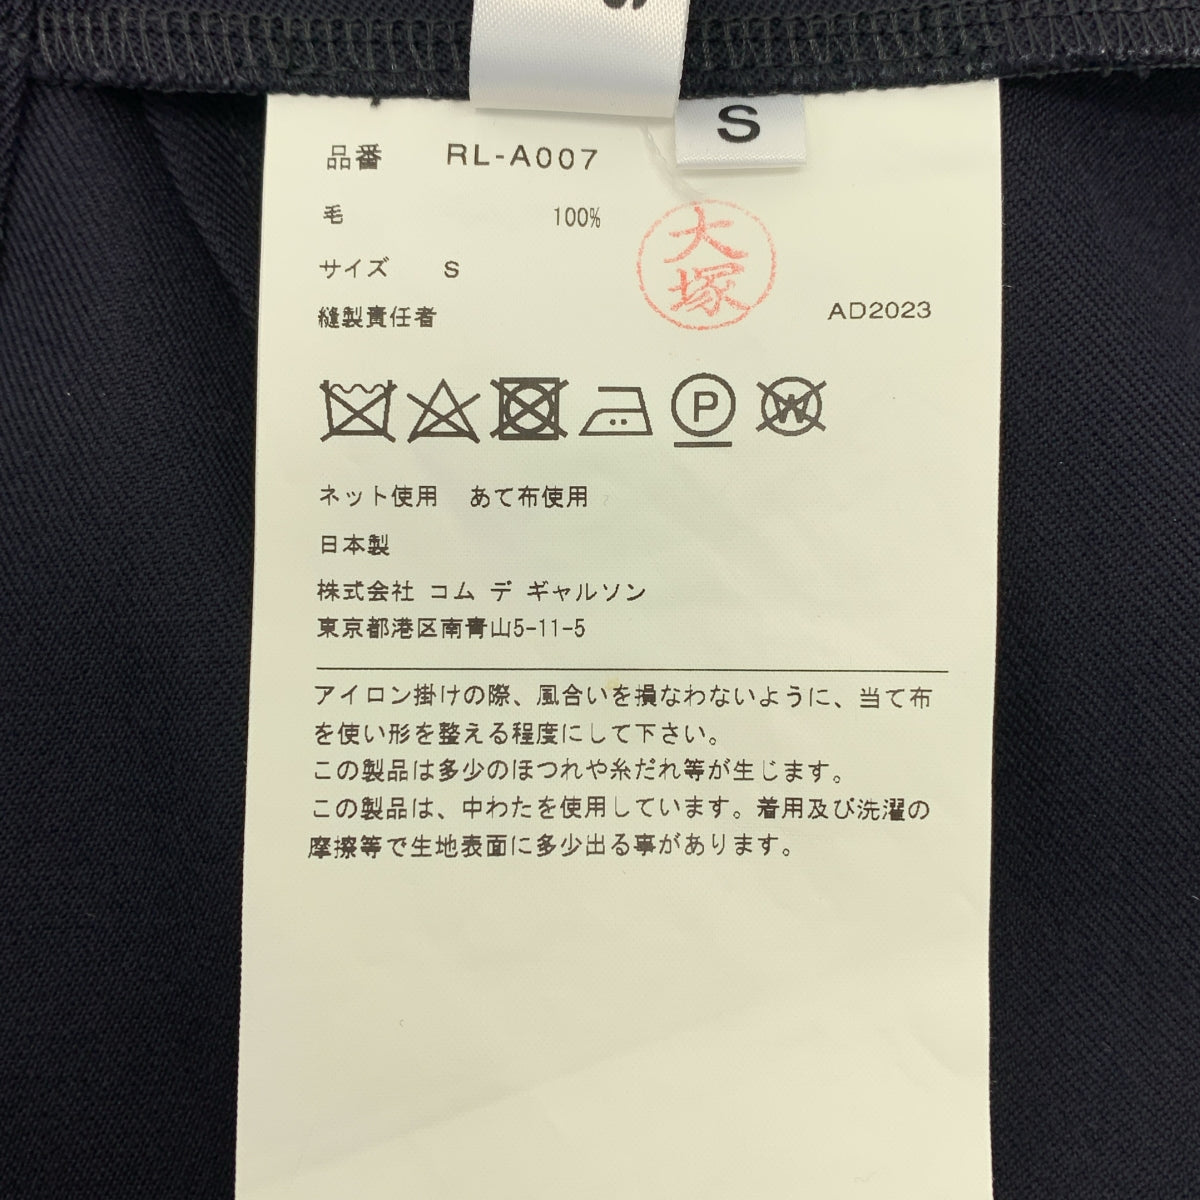 S
品番 RL-A007
毛 100%
サイズ S
縫製責任者
大塚
AD2023
P
W
ネット使用 あて布使用
日本製
株式会社 コム デ ギャルソン
東京都港区南青山5-11-5
アイロン掛けの際、風合いを損なわないように、当て布
を使い形を整える程度にして下さい。
この製品は多少のほつれや糸だれ等が生じます。
この製品は、中わたを使用しています。着用及び洗濯の
摩擦等で生地表面に多少出る事があります。